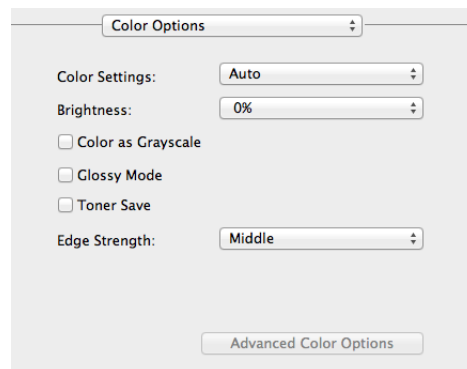 Color Options
Color Settings: Auto
Brightness: 0%
Color as Grayscale
Glossy Mode
Toner Save
Edge Strength: Middle
Advanced Color Options